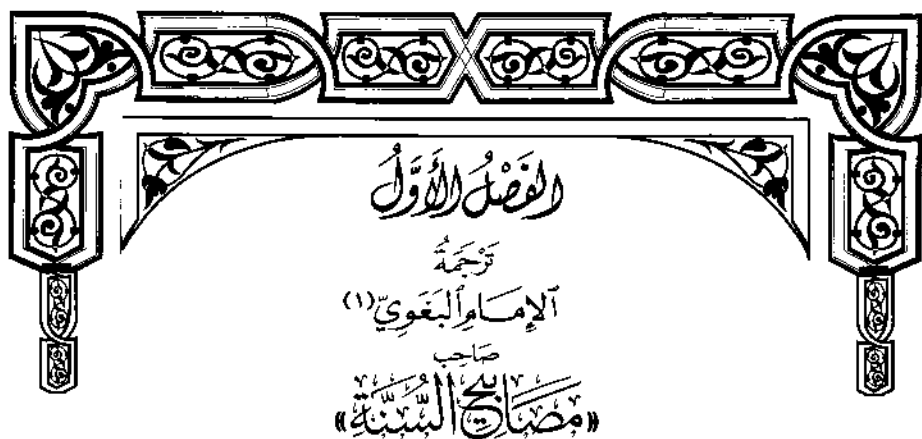 الفَصْلُ الأَوَّلُ
تَرْجَمَةُ
الإِمَامِ البَغَوِيّ(١)
صَاحِب
«مَصَابِيحِ السُّنَّةِ»